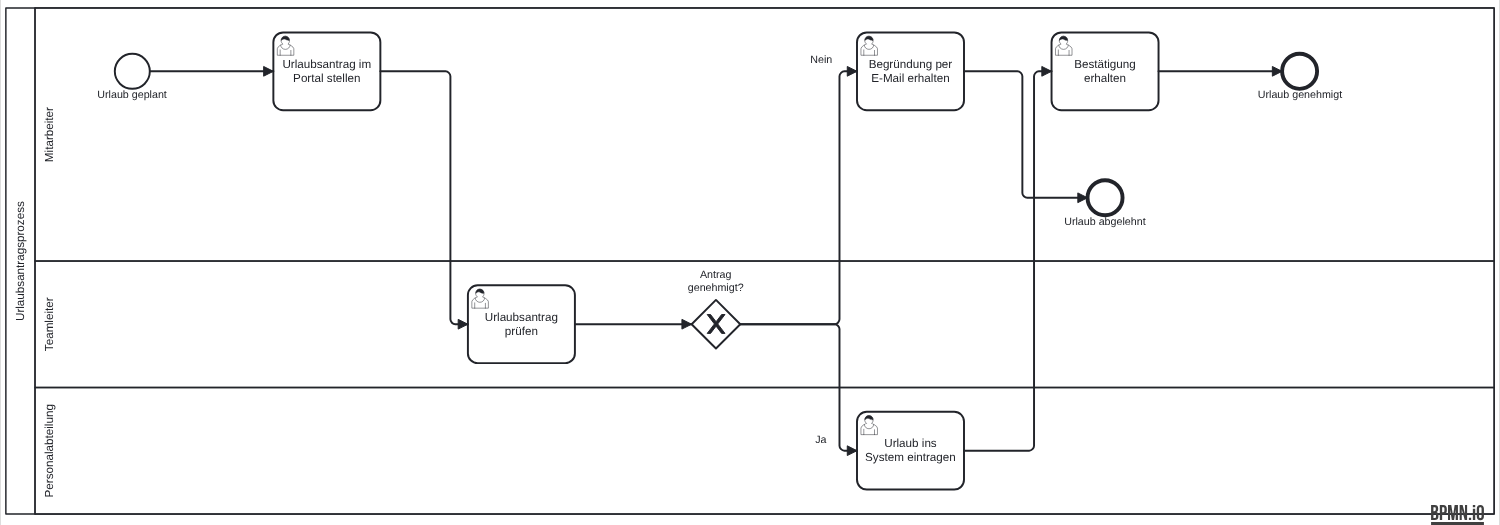 Urlaubsantragsprozess
Mitarbeiter
Urlaub geplant
Urlaubsantrag im
Portal stellen
Nein
Begründung per
E-Mail erhalten
Bestätigung
erhalten
Urlaub genehmigt
Urlaub abgelehnt
Teamleiter
Urlaubsantrag
prüfen
Antrag
genehmigt?
Personalabteilung
Ja
Urlaub ins
System eintragen
BPMN.iO